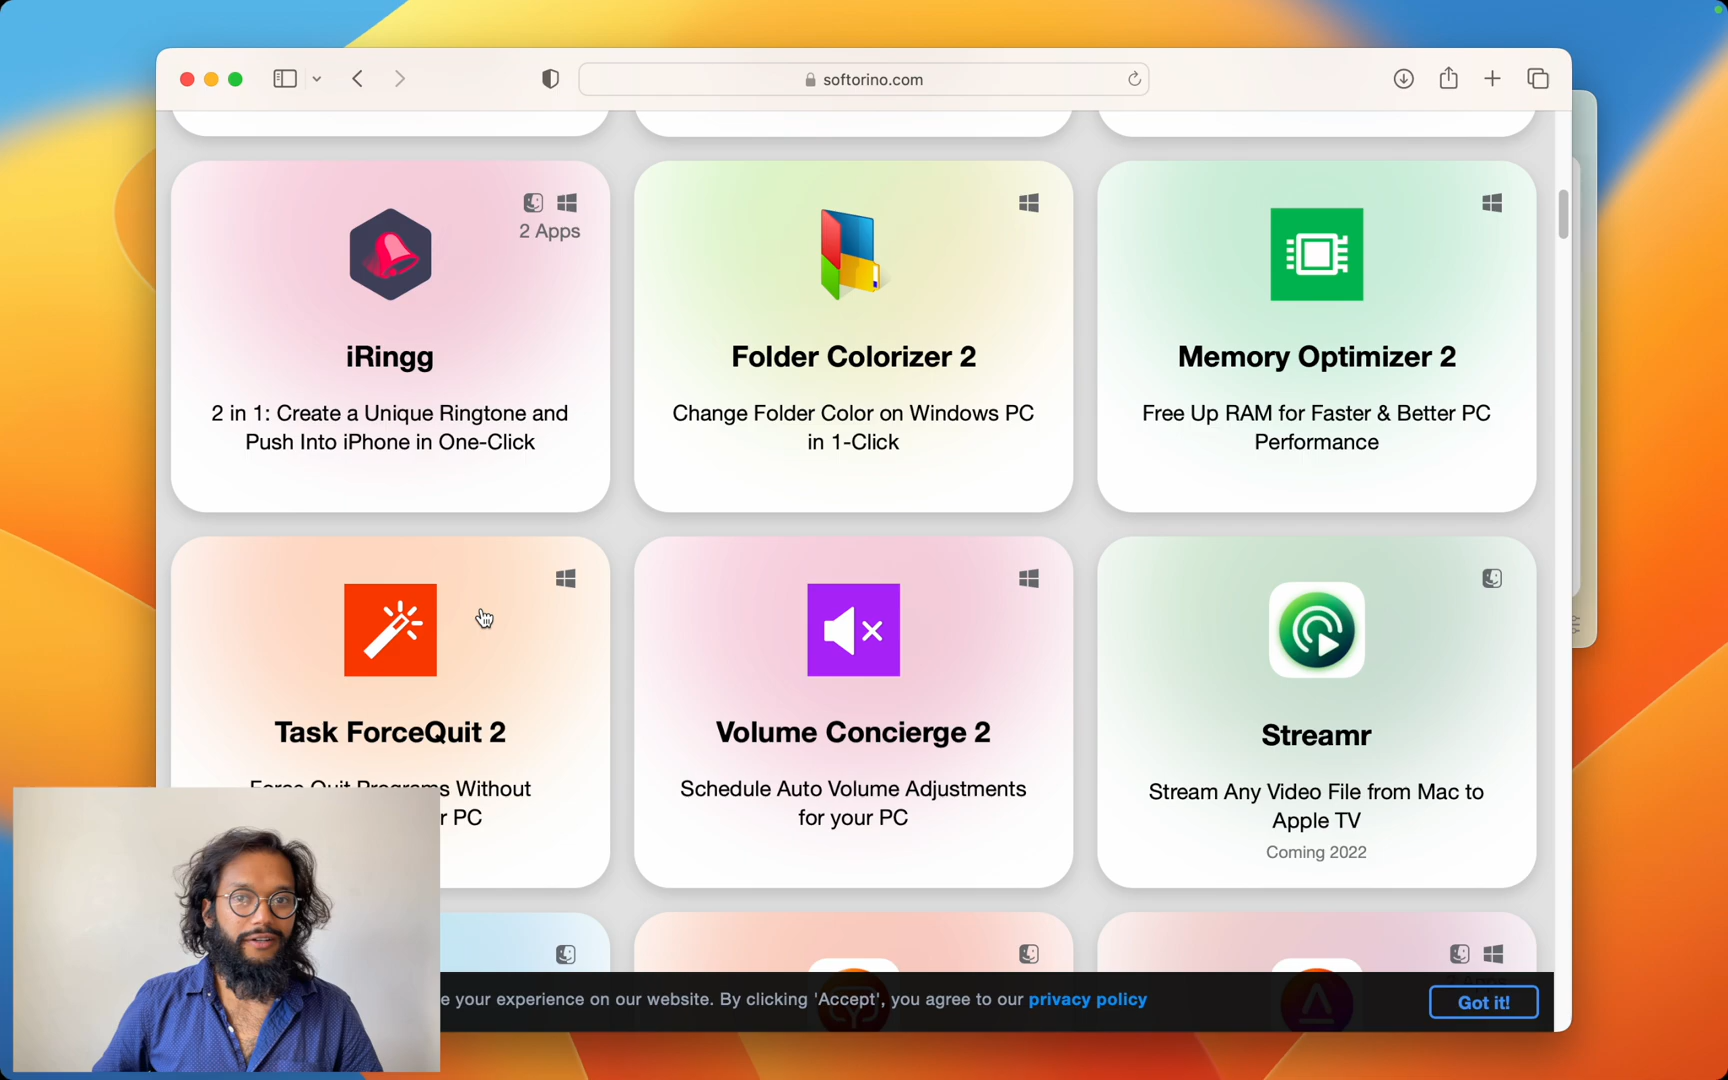 softorino.com
2 Apps
iRingg
2 in 1: Create a Unique Ringtone and
Push Into iPhone in One-Click
Folder Colorizer 2
Change Folder Color on Windows PC
in 1-Click
Memory Optimizer 2
Free Up RAM for Faster & Better PC
Performance
Task ForceQuit 2
Force Quit Programs Without
r PC
Volume Concierge 2
Schedule Auto Volume Adjustments
for your PC
Streamr
Stream Any Video File from Mac to
Apple TV
Coming 2022
e your experience on our website. By clicking 'Accept', you agree to our privacy policy
Got it!